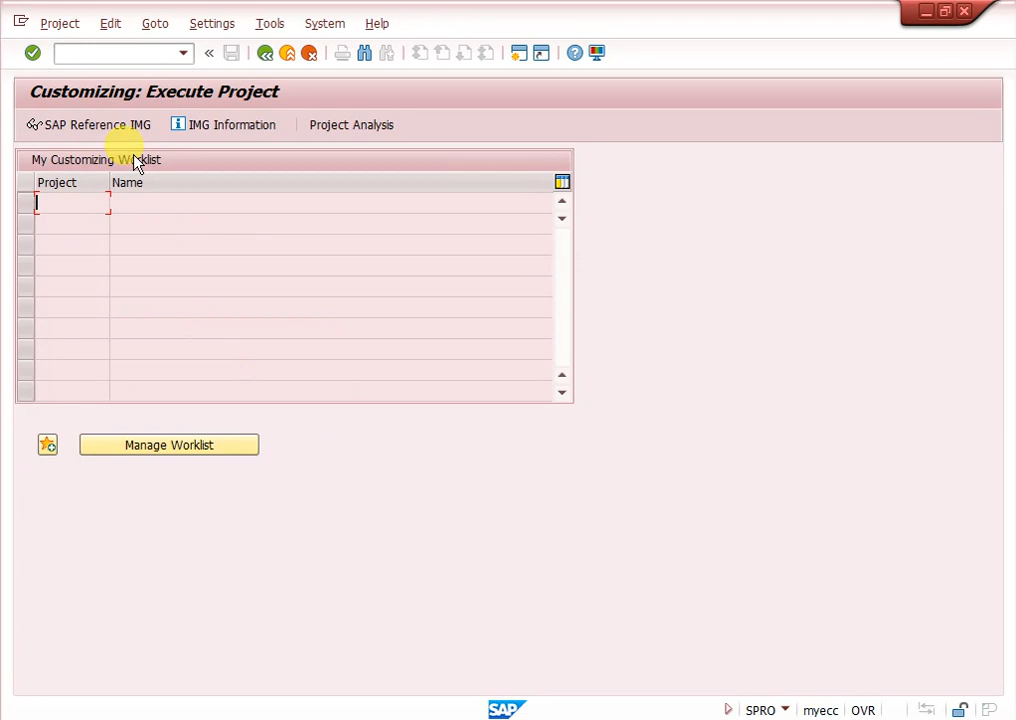 Project Edit Goto Settings Tools System Help
Customizing: Execute Project
SAP Reference IMG IMG Information Project Analysis
My Customizing Worklist
Project Name
Manage Worklist
SAP SPRO myecc OVR